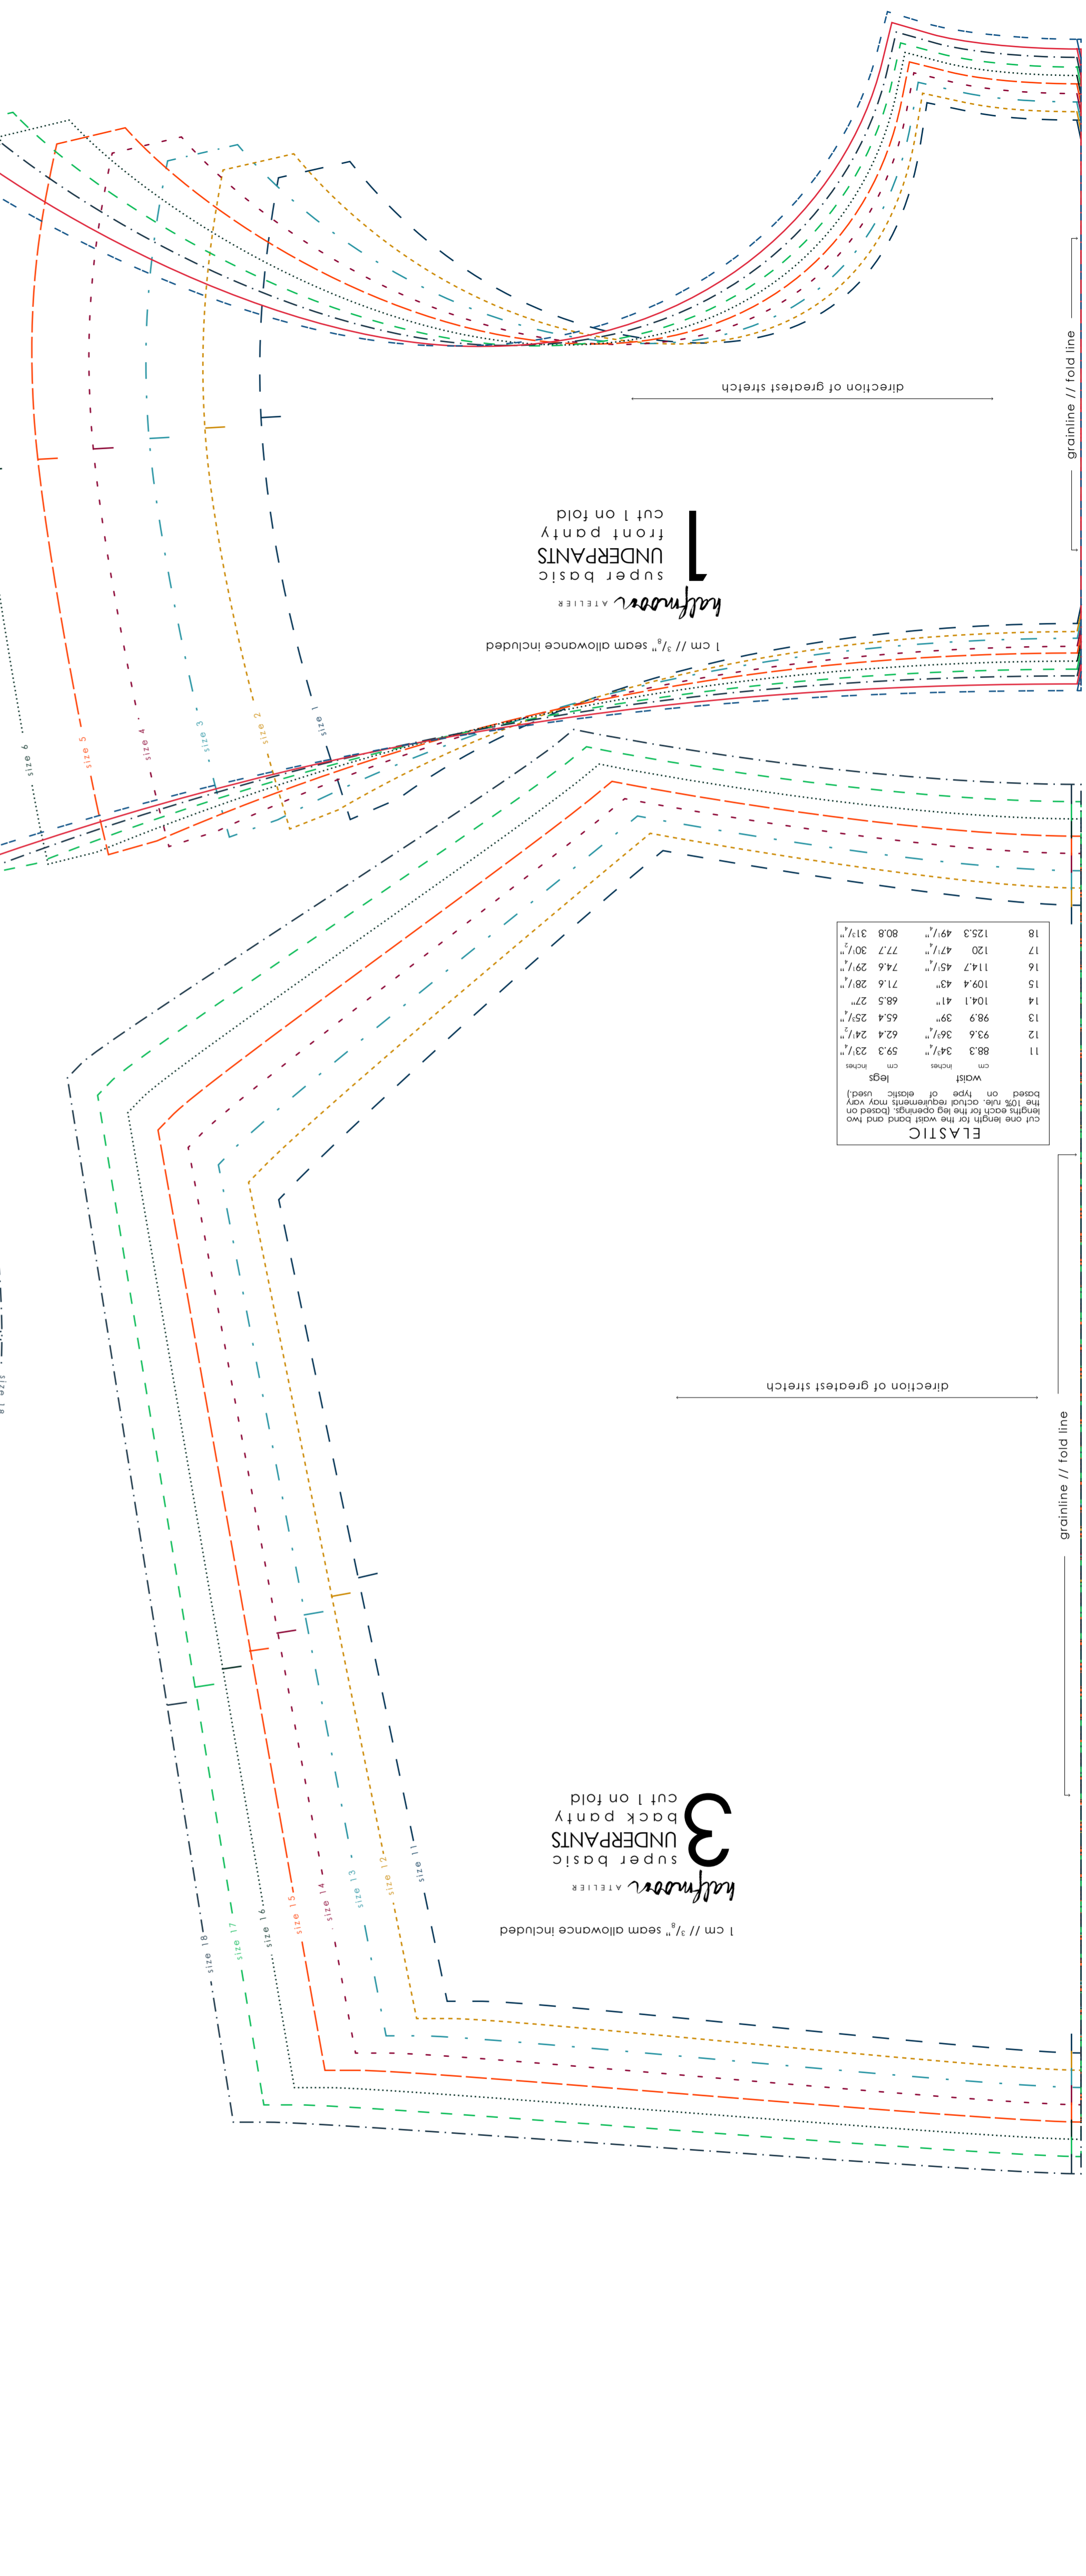 direction of greatest stretch
grainline // fold line
1
cut 1 on fold
front panty
UNDERPANTS
super basic
halfmoon ATELIER
1 cm // 3/8" seam allowance included
size 6
size 5
size 4
size 3
size 2
size 1
ELASTIC
cut one length for the waist band and two
lengths each for the leg openings. (based on
the 10% rule. actual requirements may vary
based on type of elastic used.)
waist legs
cm inches cm inches
11 88.3 34 3/4" 59.3 23 1/4"
12 93.6 36 3/4" 62.4 24 1/2"
13 98.9 39" 65.4 25 3/4"
14 104.1 41" 68.5 27"
15 109.4 43" 71.6 28 1/4"
16 114.7 45 1/4" 74.6 29 1/4"
17 120 47 1/4" 77.7 30 1/2"
18 125.3 49 1/4" 80.8 31 3/4"
size 18
direction of greatest stretch
grainline // fold line
3
cut 1 on fold
back panty
UNDERPANTS
super basic
halfmoon ATELIER
1 cm // 3/8" seam allowance included
size 18
size 17
size 16
size 15
size 14
size 13
size 12
size 11